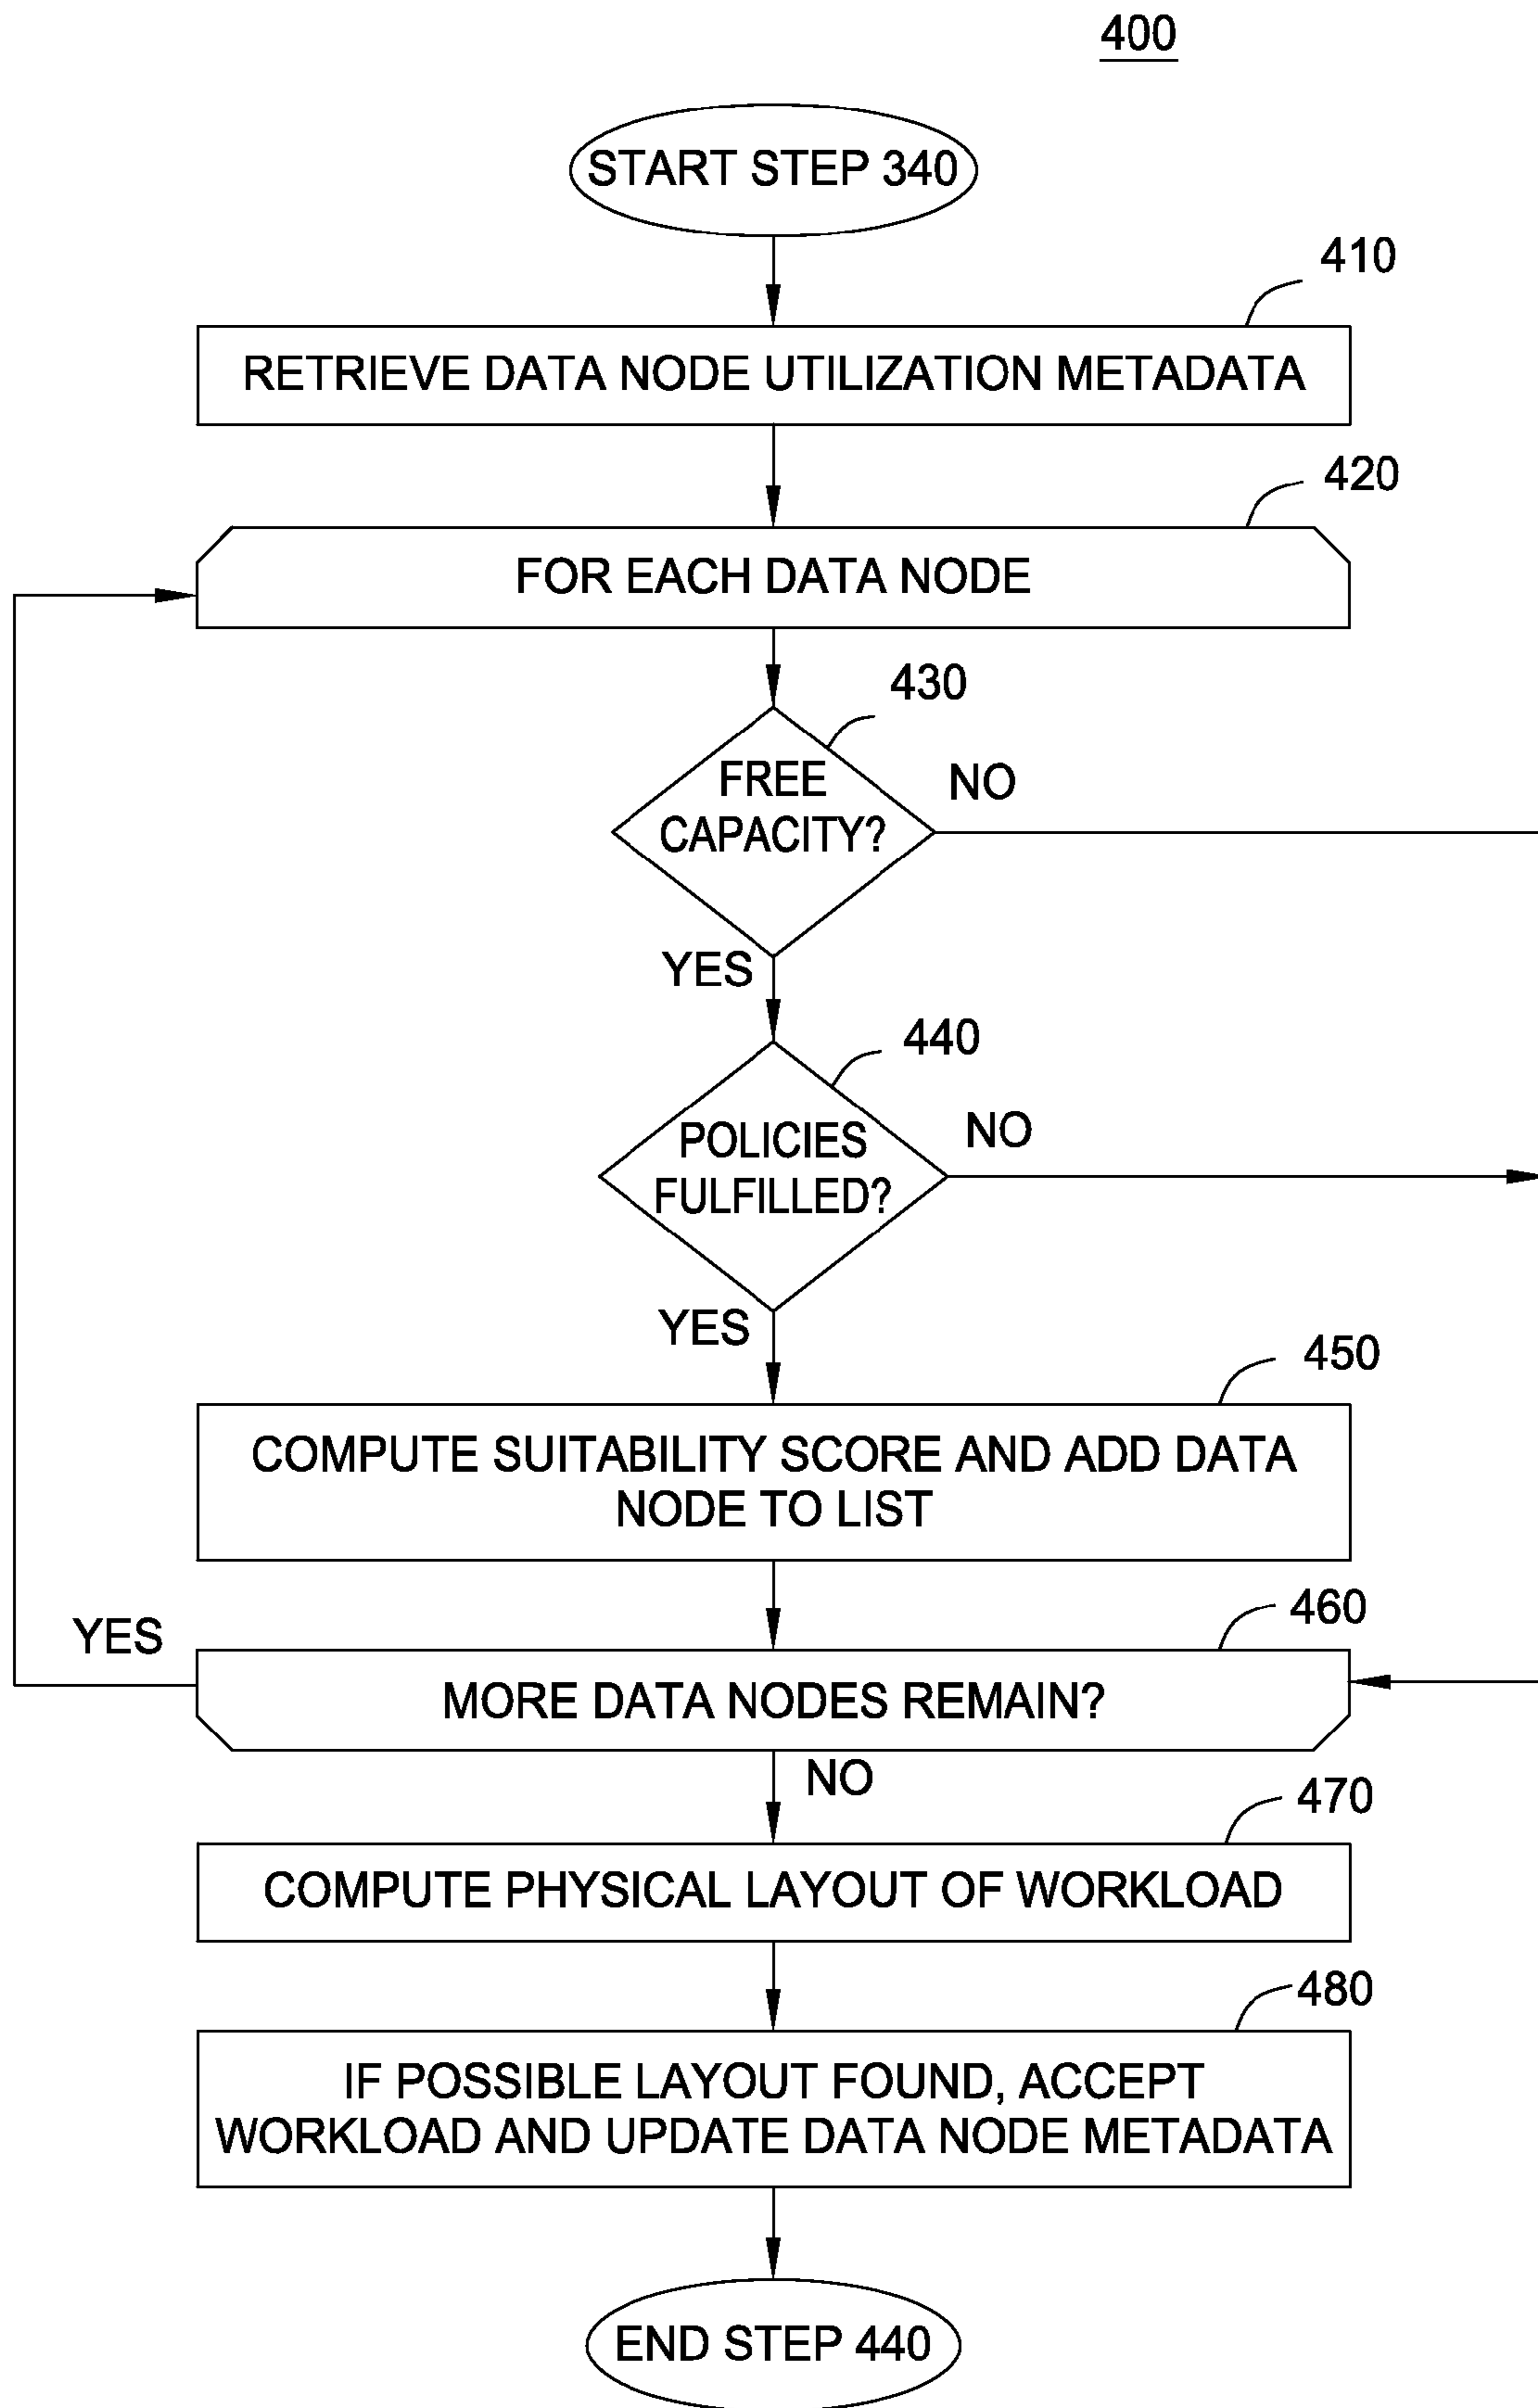 400
START STEP 340
410
RETRIEVE DATA NODE UTILIZATION METADATA
420
FOR EACH DATA NODE
430
FREE
CAPACITY?
NO
YES
440
POLICIES
FULFILLED?
NO
YES
450
COMPUTE SUITABILITY SCORE AND ADD DATA
NODE TO LIST
460
YES
MORE DATA NODES REMAIN?
NO
470
COMPUTE PHYSICAL LAYOUT OF WORKLOAD
480
IF POSSIBLE LAYOUT FOUND, ACCEPT
WORKLOAD AND UPDATE DATA NODE METADATA
END STEP 440